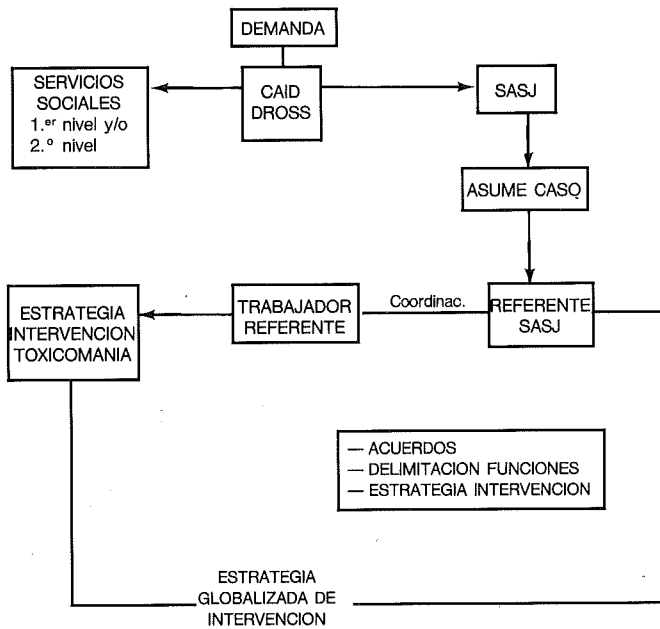 DEMANDA
SERVICIOS
SOCIALES
1.er nivel y/o
2.º nivel
CAID
DROSS
SASJ
ASUME CASO
ESTRATEGIA
INTERVENCION
TOXICOMANIA
TRABAJADOR
REFERENTE
Coordinac.
REFERENTE
SASJ
— ACUERDOS
— DELIMITACION FUNCIONES
— ESTRATEGIA INTERVENCION
ESTRATEGIA
GLOBALIZADA DE
INTERVENCION